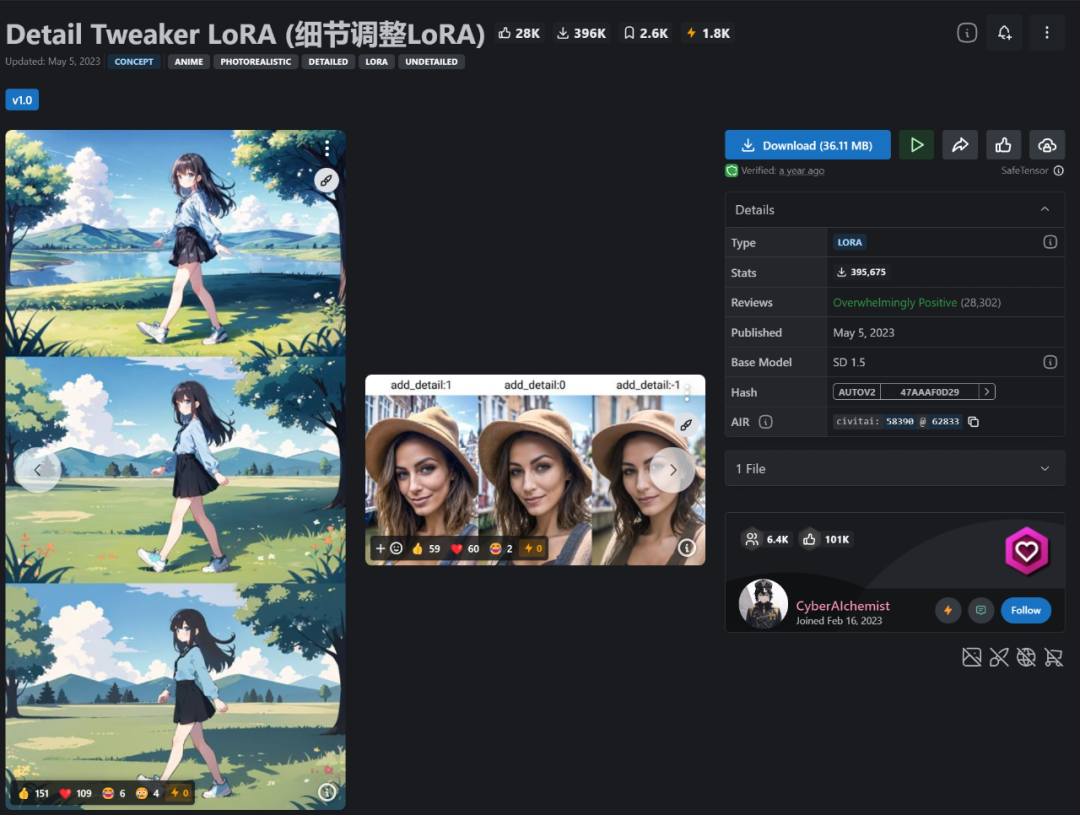 Detail Tweaker LoRA (细节调整LoRA) 28K 396K 2.6K 1.8K
Updated: May 5, 2023 CONCEPT ANIME PHOTOREALISTIC DETAILED LORA UNDETAILED
v1.0
Download (36.11 MB)
Verified: a year ago SafeTensor
Details
Type LORA
Stats 395,675
Reviews Overwhelmingly Positive (28,302)
Published May 5, 2023
Base Model SD 1.5
Hash AUTOV2 47AAAF0D29
AIR civitai: 58390 @ 62833
1 File
add_detail:1 add_detail:0 add_detail:-1
59 60 2 0
6.4K 101K
CyberAlchemist
Joined Feb 16, 2023
Follow
151 109 6 4 0